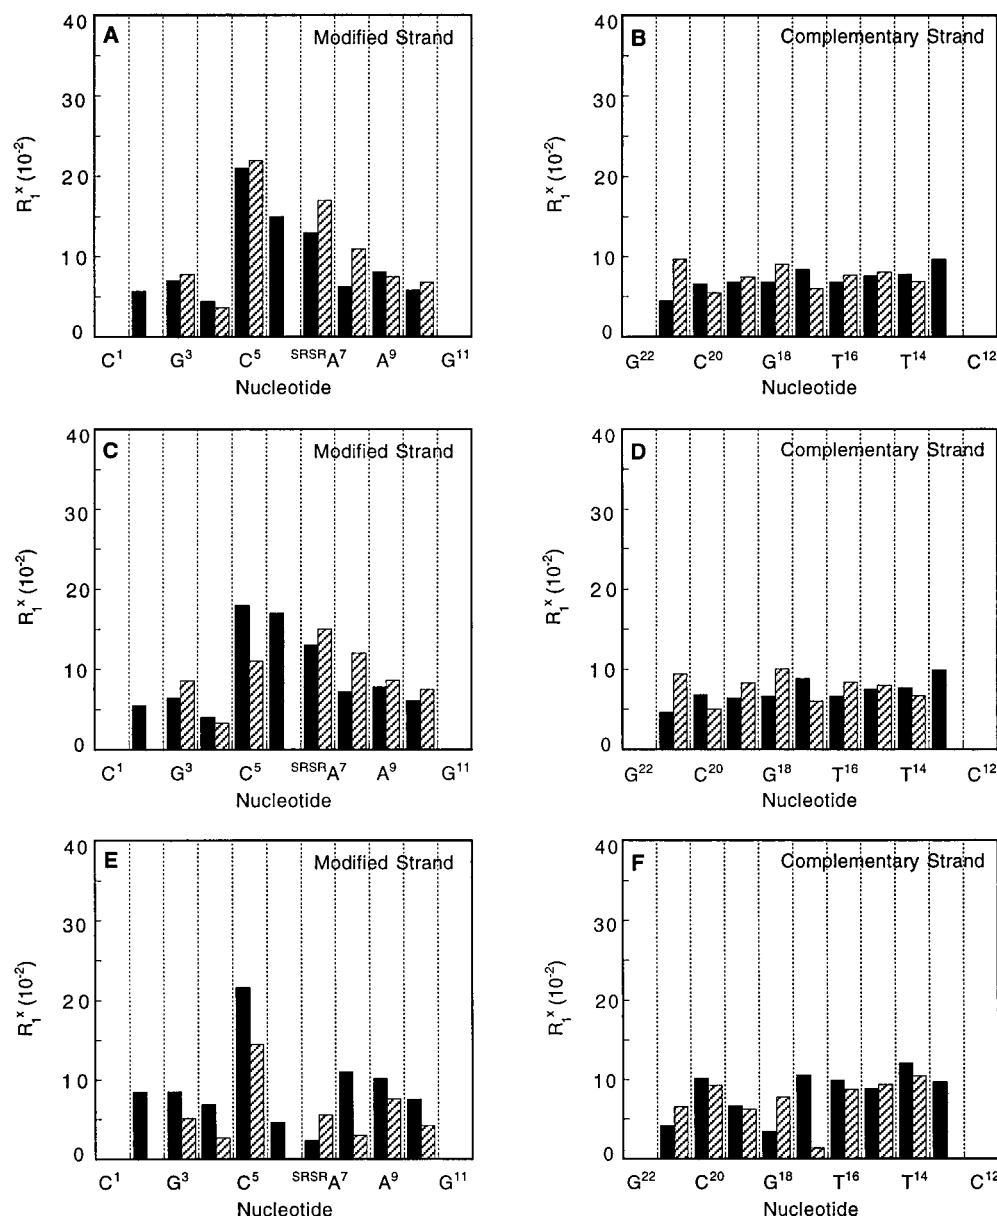 A Modified Strand
40
30
20
10
0
R₁ˣ (10⁻²)
C¹ G³ C⁵ ˢᴿˢᴿA⁷ A⁹ G¹¹
Nucleotide
B Complementary Strand
40
30
20
10
0
R₁ˣ (10⁻²)
G²² C²⁰ G¹⁸ T¹⁶ T¹⁴ C¹²
Nucleotide
C Modified Strand
40
30
20
10
0
R₁ˣ (10⁻²)
C¹ G³ C⁵ ˢᴿˢᴿA⁷ A⁹ G¹¹
Nucleotide
D Complementary Strand
40
30
20
10
0
R₁ˣ (10⁻²)
G²² C²⁰ G¹⁸ T¹⁶ T¹⁴ C¹²
Nucleotide
E Modified Strand
40
30
20
10
0
R₁ˣ (10⁻²)
C¹ G³ C⁵ ˢᴿˢᴿA⁷ A⁹ G¹¹
Nucleotide
F Complementary Strand
40
30
20
10
0
R₁ˣ (10⁻²)
G²² C²⁰ G¹⁸ T¹⁶ T¹⁴ C¹²
Nucleotide